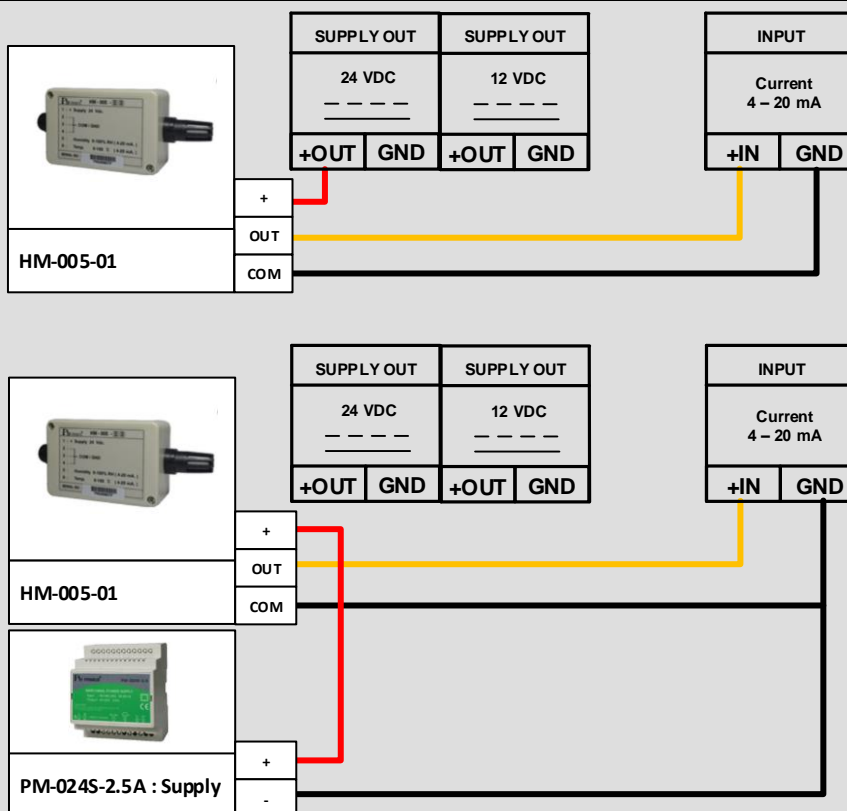 SUPPLY OUT
SUPPLY OUT
INPUT
24 VDC
12 VDC
Current
4 – 20 mA
+OUT
GND
+OUT
GND
+IN
GND
+
OUT
COM
HM-005-01
SUPPLY OUT
SUPPLY OUT
INPUT
24 VDC
12 VDC
Current
4 – 20 mA
+OUT
GND
+OUT
GND
+IN
GND
+
OUT
COM
HM-005-01
+
-
PM-024S-2.5A : Supply